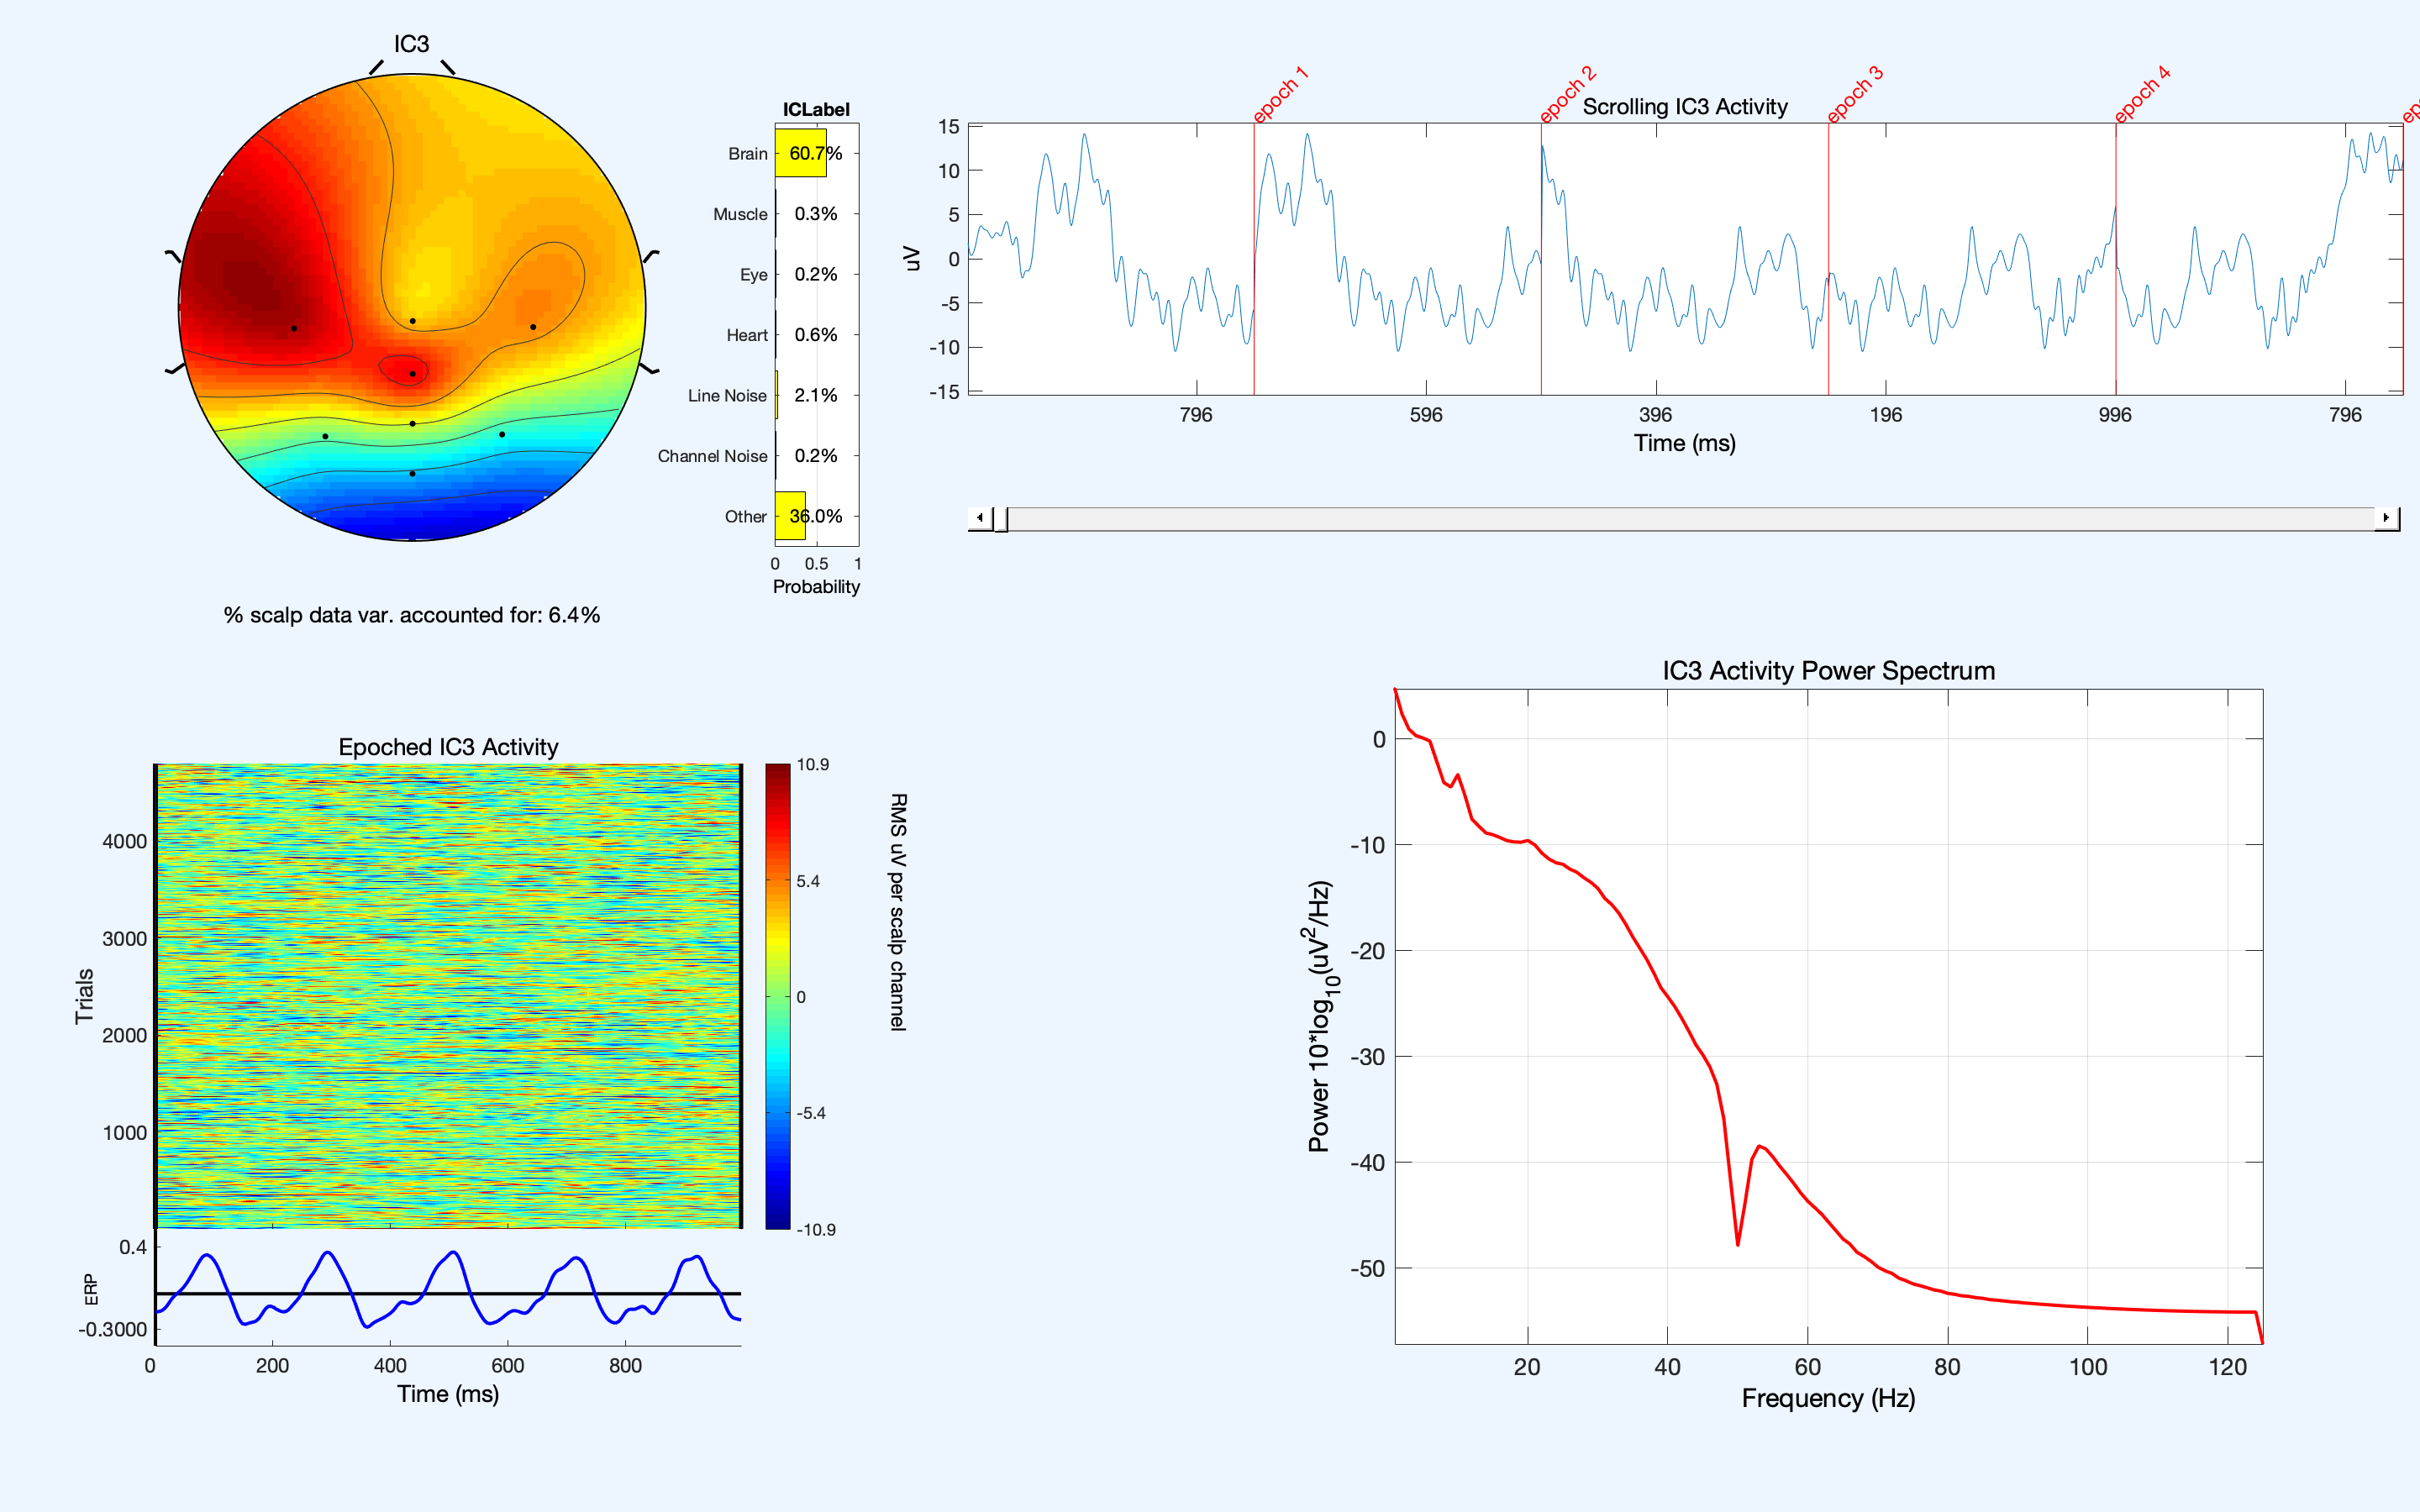 IC3
ICLabel
Brain 60.7%
Muscle 0.3%
Eye 0.2%
Heart 0.6%
Line Noise 2.1%
Channel Noise 0.2%
Other 36.0%
0 0.5 1
Probability
% scalp data var. accounted for: 6.4%
epoch 1 epoch 2 epoch 3 epoch 4 epo
Scrolling IC3 Activity
15
10
5
0
-5
-10
-15
uV
796 596 396 196 996 796
Time (ms)
Epoched IC3 Activity
4000
3000
2000
1000
Trials
10.9
5.4
0
-5.4
-10.9
RMS uV per scalp channel
0.4
-0.3000
ERP
0 200 400 600 800
Time (ms)
IC3 Activity Power Spectrum
0
-10
-20
-30
-40
-50
Power 10*log10(uV2/Hz)
20 40 60 80 100 120
Frequency (Hz)